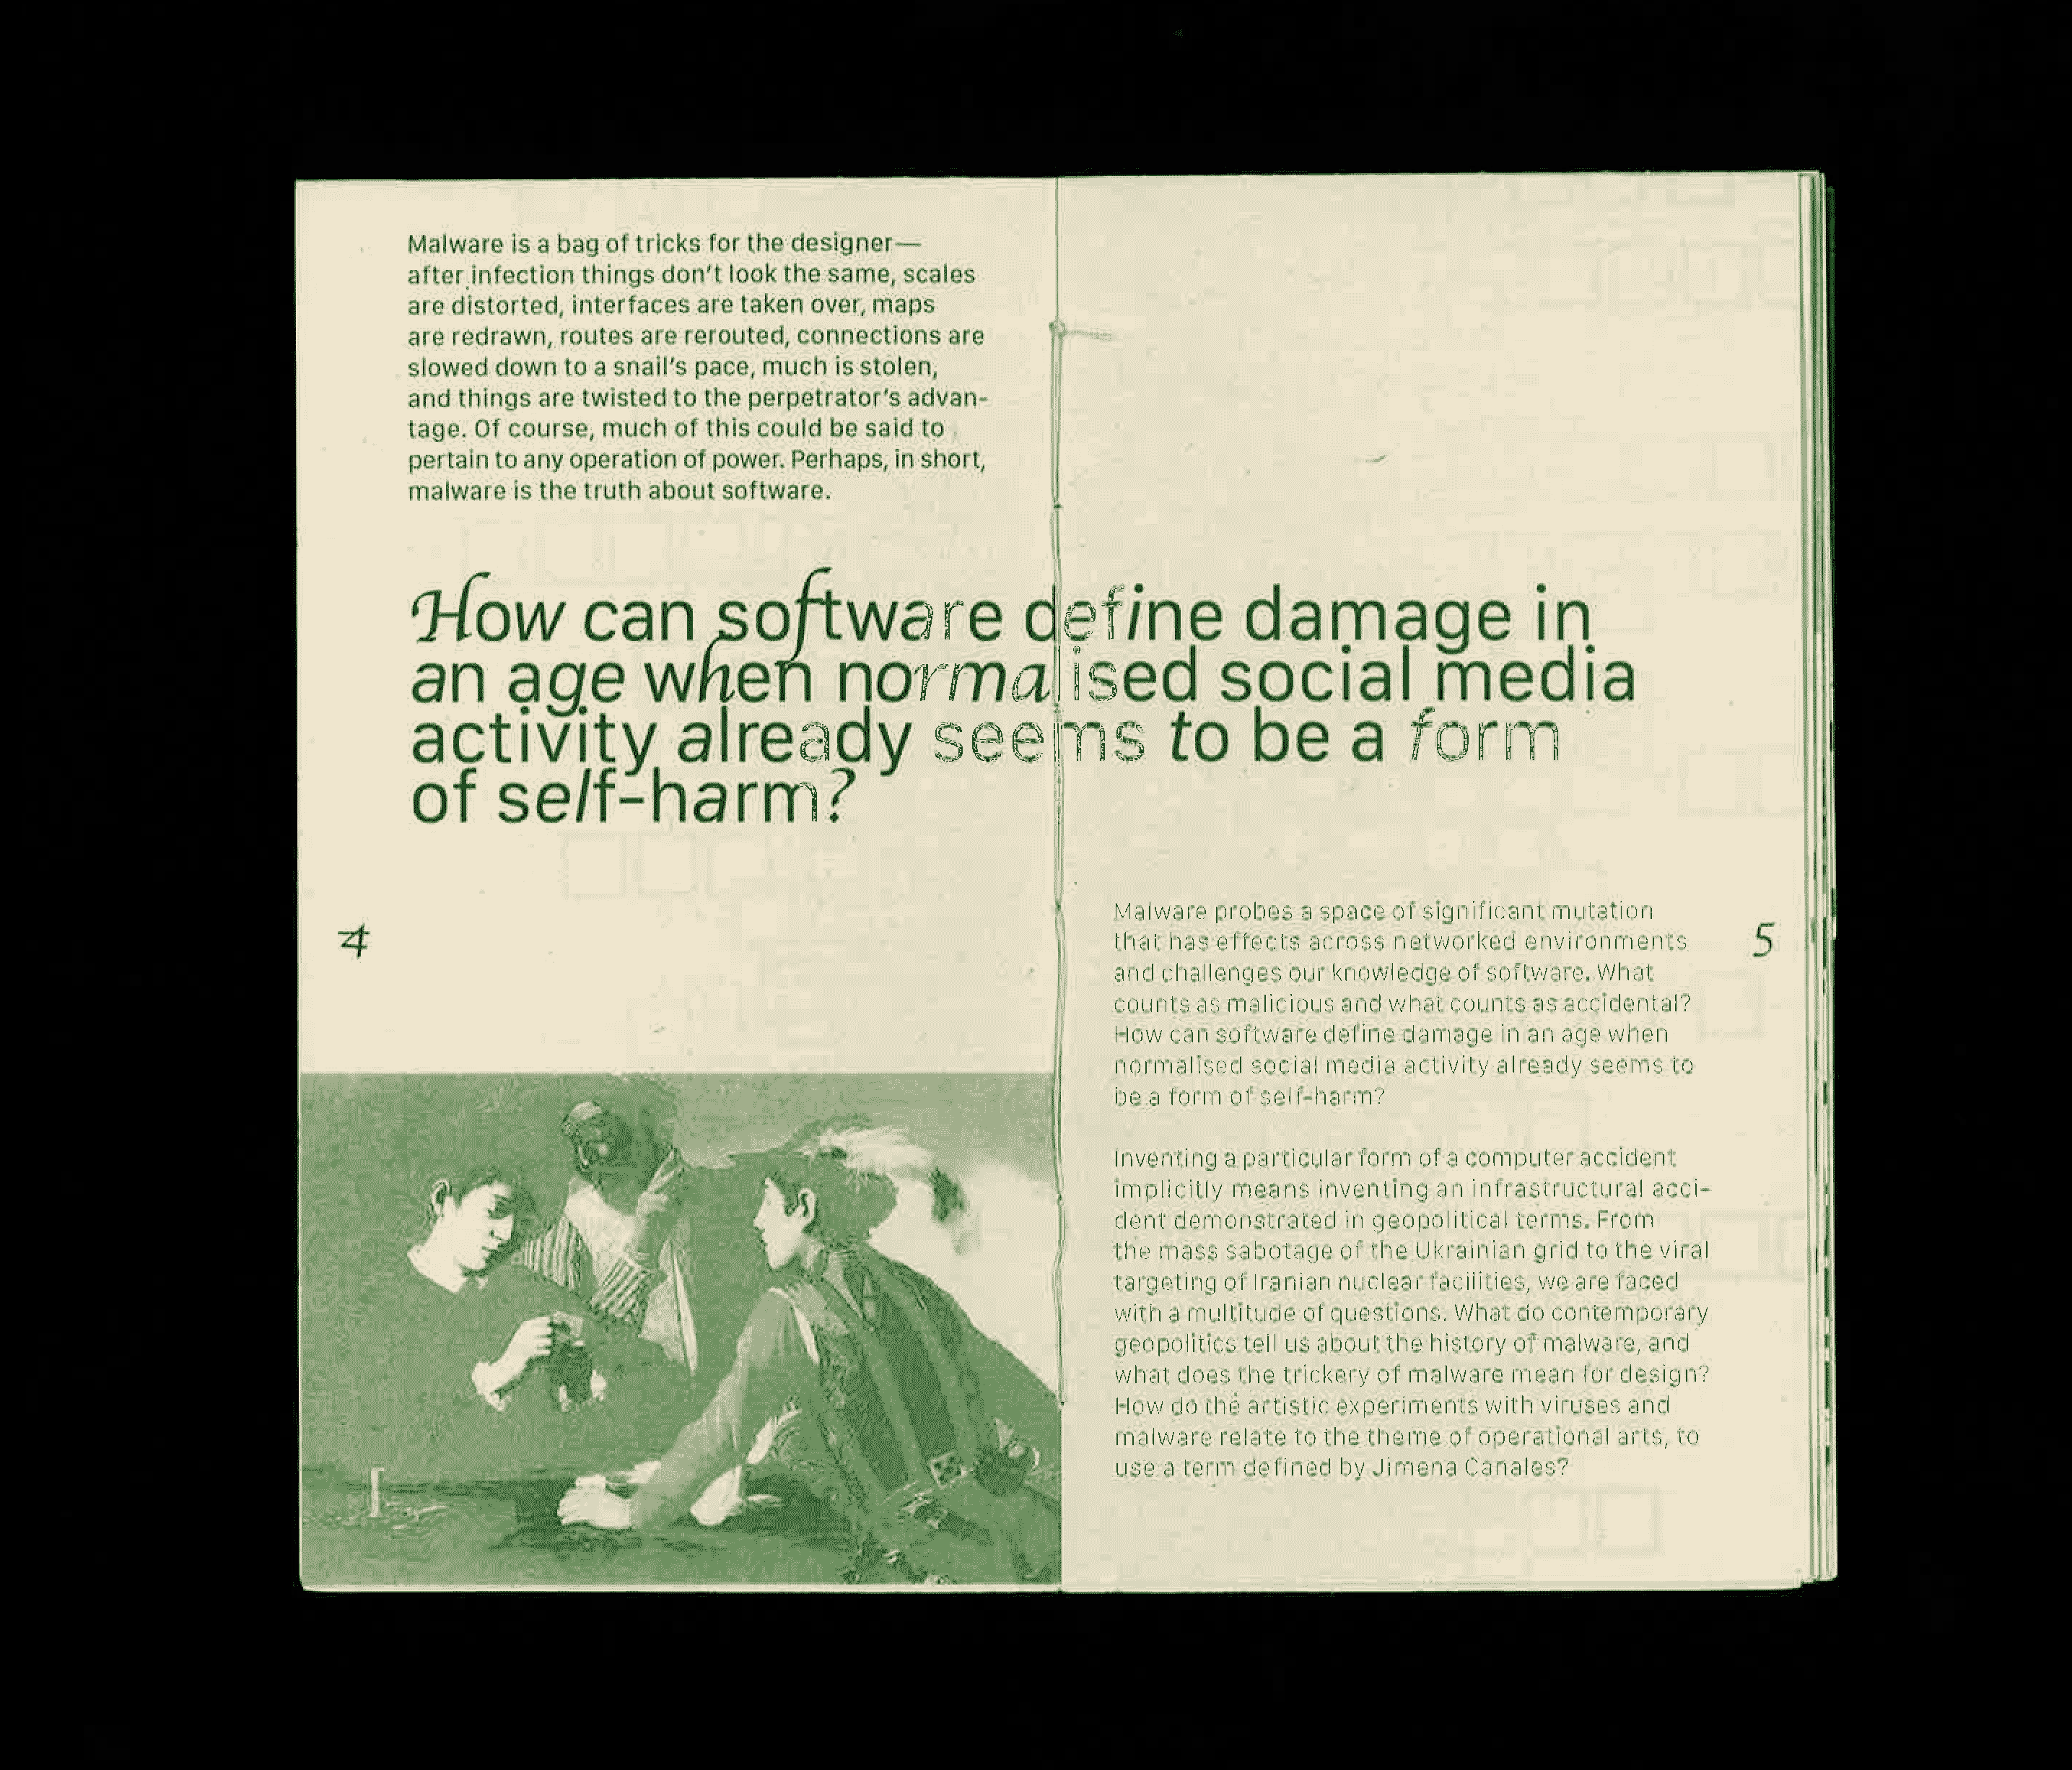 Malware is a bag of tricks for the designer—
after infection things don't look the same, scales
are distorted, interfaces are taken over, maps
are redrawn, routes are rerouted, connections are
slowed down to a snail's pace, much is stolen,
and things are twisted to the perpetrator's advan-
tage. Of course, much of this could be said to
pertain to any operation of power. Perhaps, in short,
malware is the truth about software.
How can software define damage in
an age when normalised social media
activity already seems to be a form
of self-harm?
4
5
Malware probes a space of significant mutation
that has effects across networked environments
and challenges our knowledge of software. What
counts as malicious and what counts as accidental?
How can software define damage in an age when
normalised social media activity already seems to
be a form of self-harm?
Inventing a particular form of a computer accident
implicitly means inventing an infrastructural acci-
dent demonstrated in geopolitical terms. From
the mass sabotage of the Ukrainian grid to the viral
targeting of Iranian nuclear facilities, we are faced
with a multitude of questions. What do contemporary
geopolitics tell us about the history of malware, and
what does the trickery of malware mean for design?
How do the artistic experiments with viruses and
malware relate to the theme of operational arts, to
use a term defined by Jimena Canales?